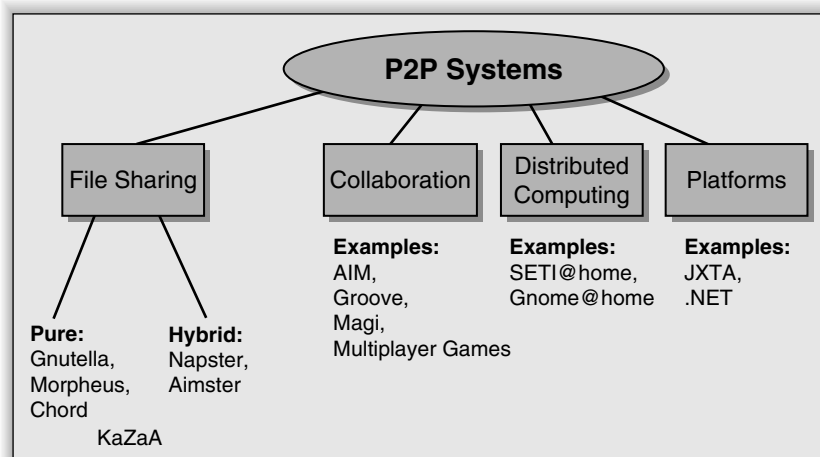 P2P Systems
File Sharing
Collaboration
Distributed
Computing
Platforms
Pure:
Gnutella,
Morpheus,
Chord
KaZaA
Hybrid:
Napster,
Aimster
Examples:
AIM,
Groove,
Magi,
Multiplayer Games
Examples:
SETI@home,
Gnome@home
Examples:
JXTA,
.NET